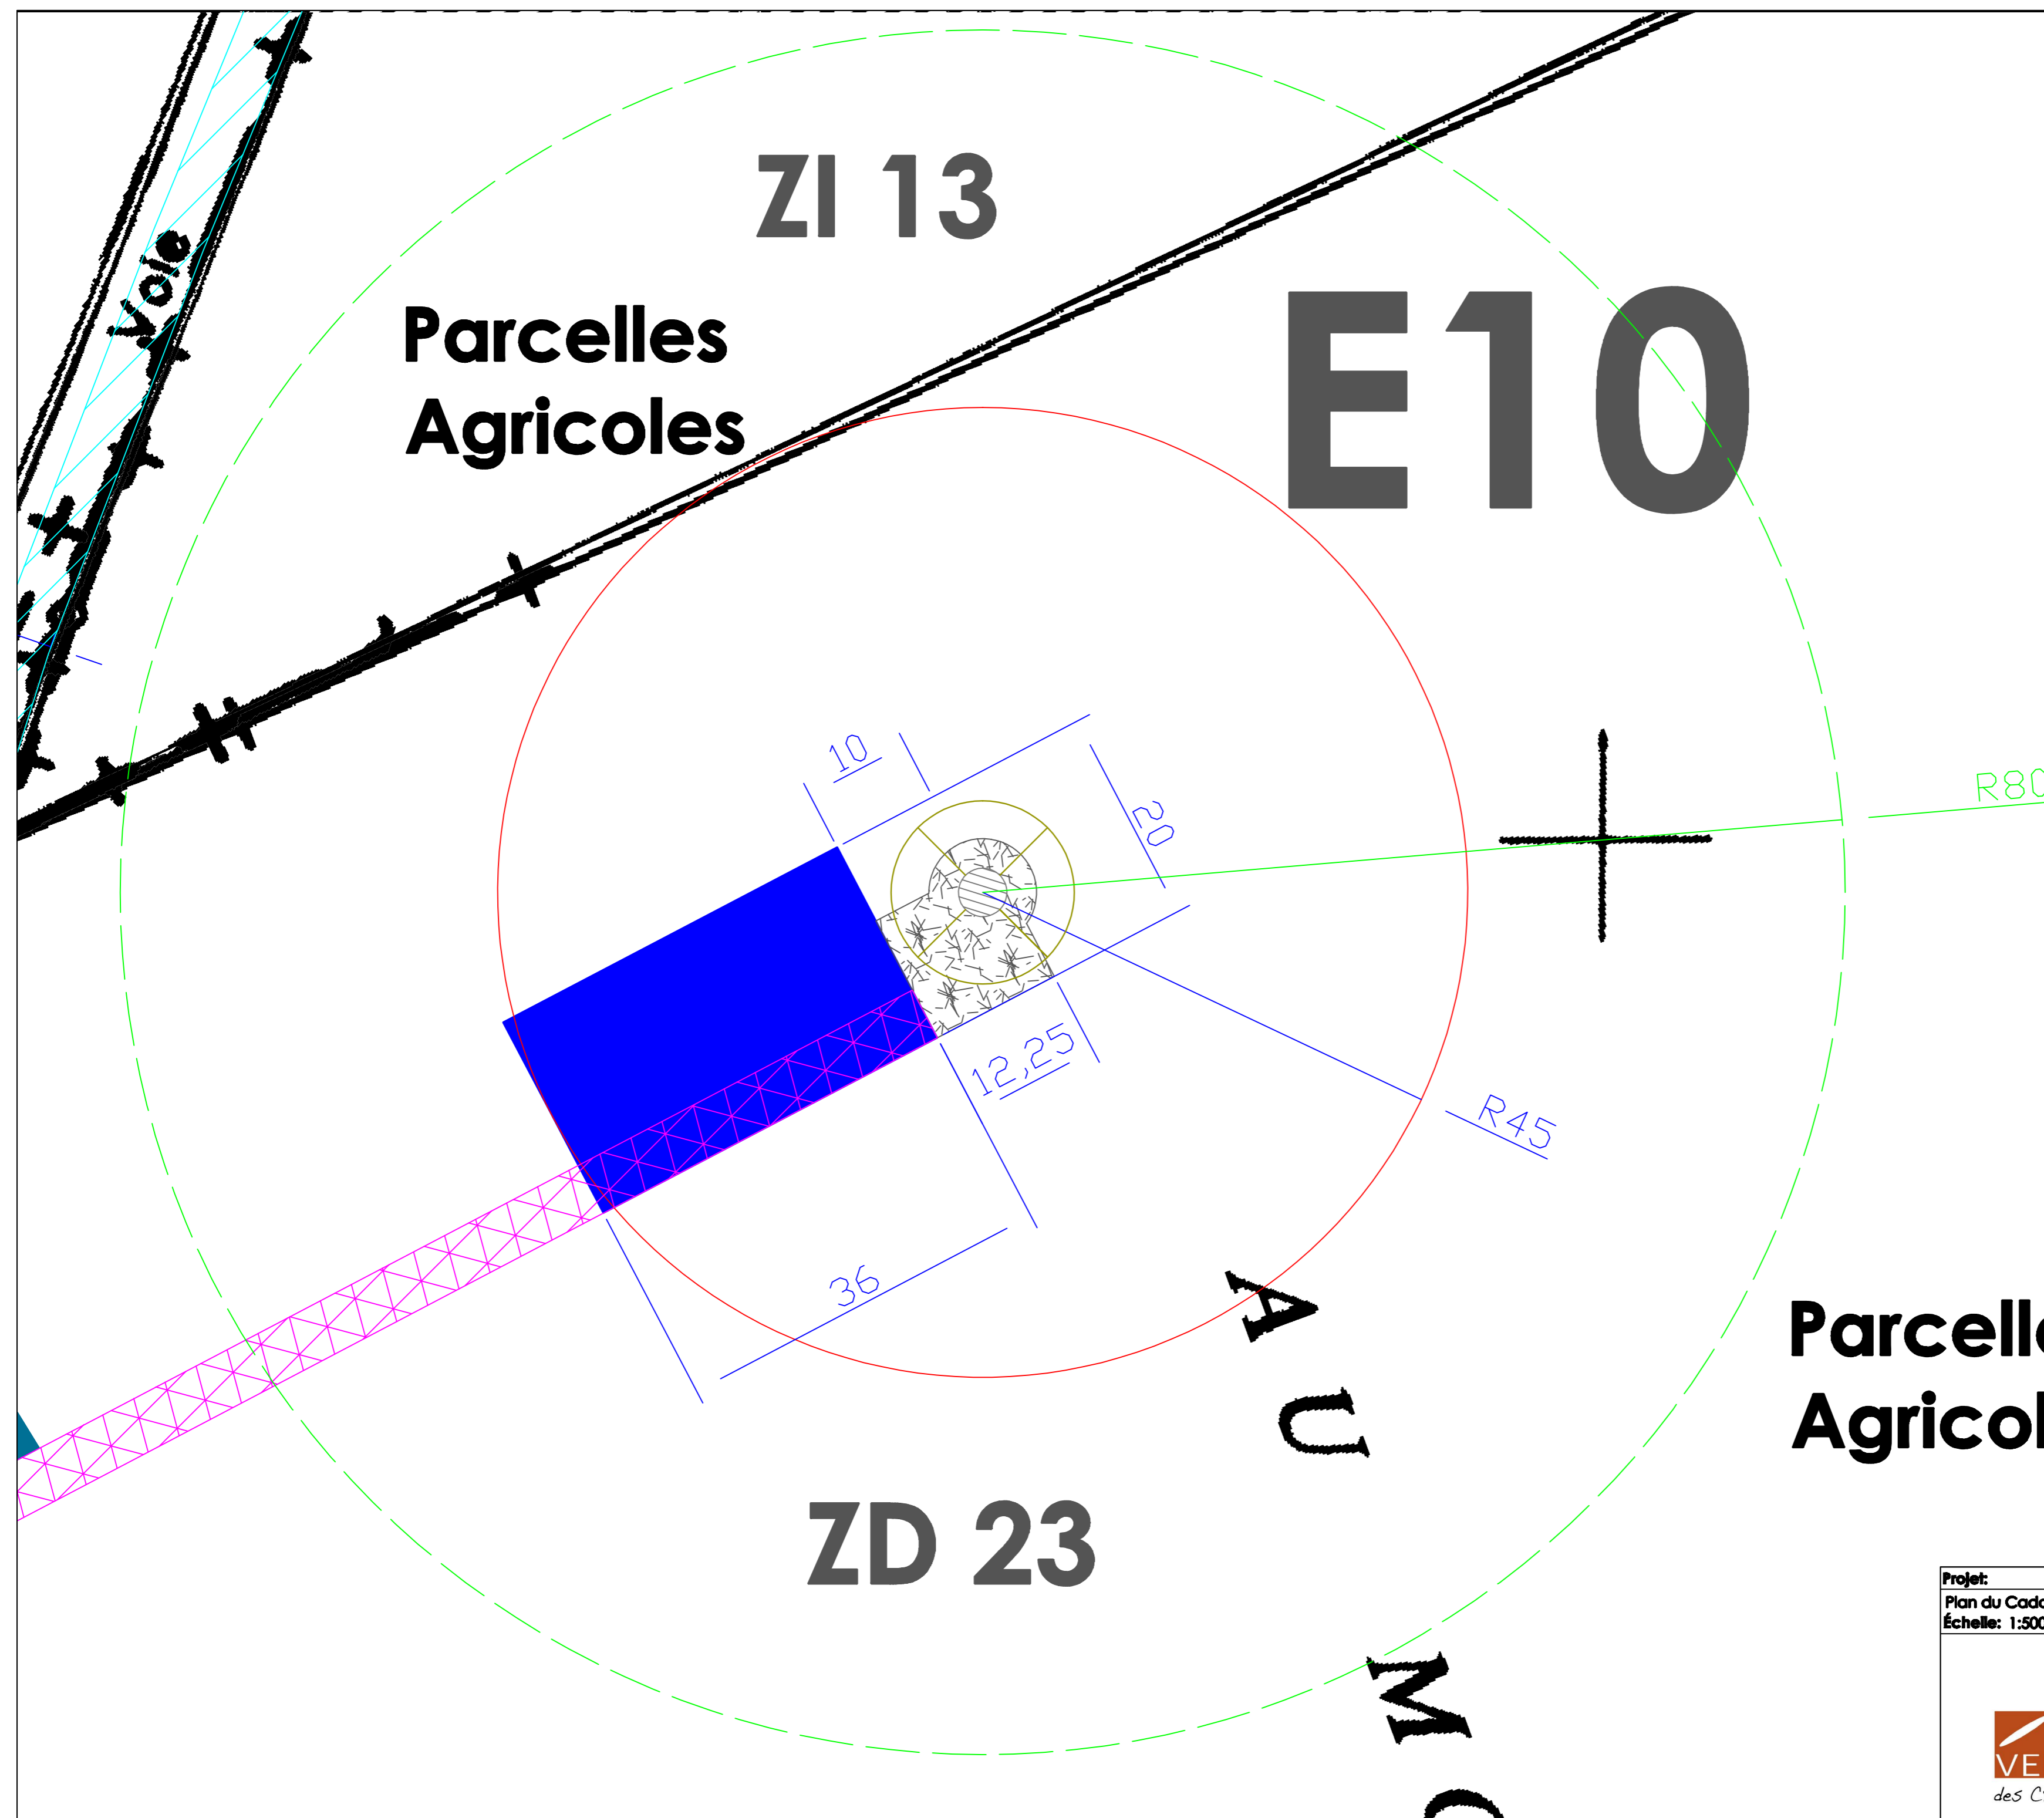 ZI 13
Voie
E10
Parcelles
Agricoles
10
R80
20
12,25
R45
36
A
U
Parcelle
Agricol
ZD 23
Projet:
Plan du Cada
Échelle: 1:500
M
VE
des C